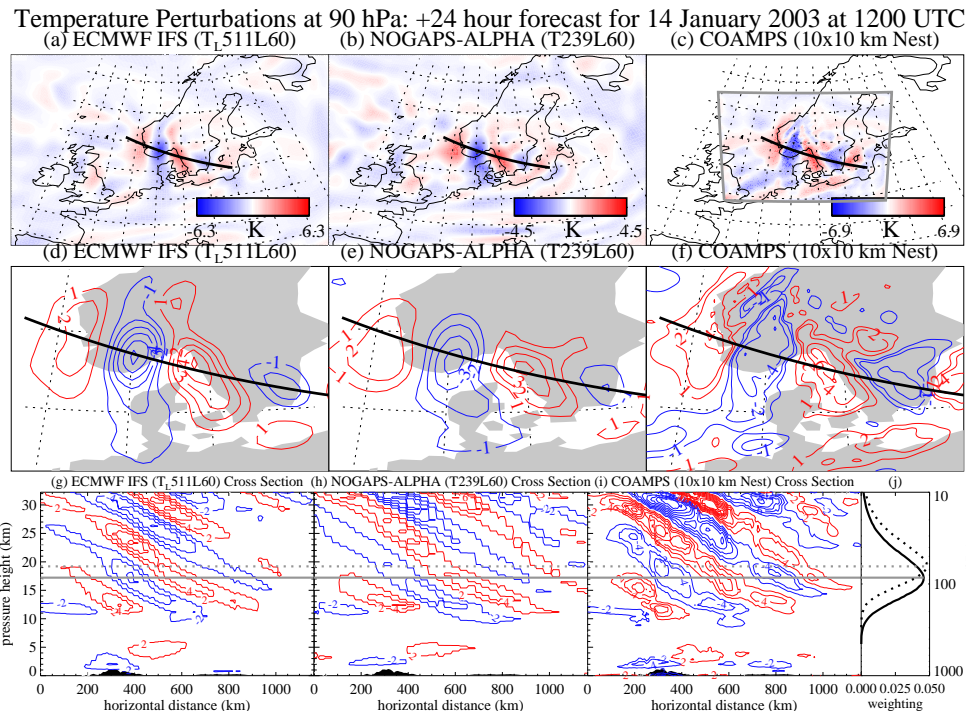 Temperature Perturbations at 90 hPa: +24 hour forecast for 14 January 2003 at 1200 UTC
(a) ECMWF IFS (TL511L60) (b) NOGAPS-ALPHA (T239L60) (c) COAMPS (10x10 km Nest)
-6.3 K 6.3 -4.5 K 4.5 -6.9 K 6.9
(d) ECMWF IFS (TL511L60) (e) NOGAPS-ALPHA (T239L60) (f) COAMPS (10x10 km Nest)
(g) ECMWF IFS (TL511L60) Cross Section (h) NOGAPS-ALPHA (T239L60) Cross Section (i) COAMPS (10x10 km Nest) Cross Section (j)
pressure height (km)
30
25
20
15
10
5
0
10
100
1000
0 200 400 600 800 1000 0 200 400 600 800 1000 0 200 400 600 800 1000 0.000 0.025 0.050
horizontal distance (km) horizontal distance (km) horizontal distance (km) weighting